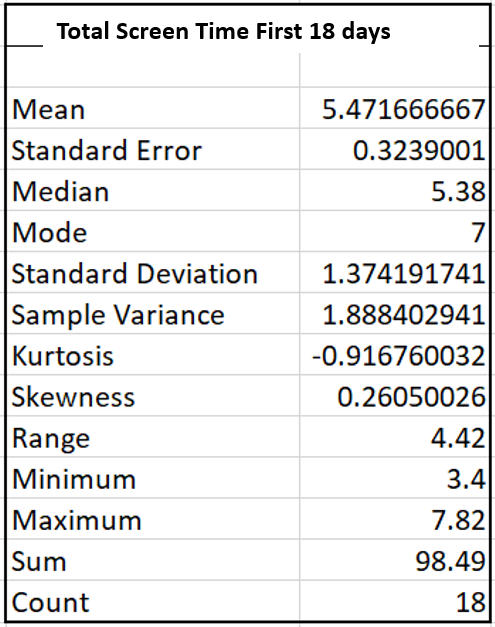 Total Screen Time First 18 days
Mean 5.471666667
Standard Error 0.3239001
Median 5.38
Mode 7
Standard Deviation 1.374191741
Sample Variance 1.888402941
Kurtosis -0.916760032
Skewness 0.26050026
Range 4.42
Minimum 3.4
Maximum 7.82
Sum 98.49
Count 18